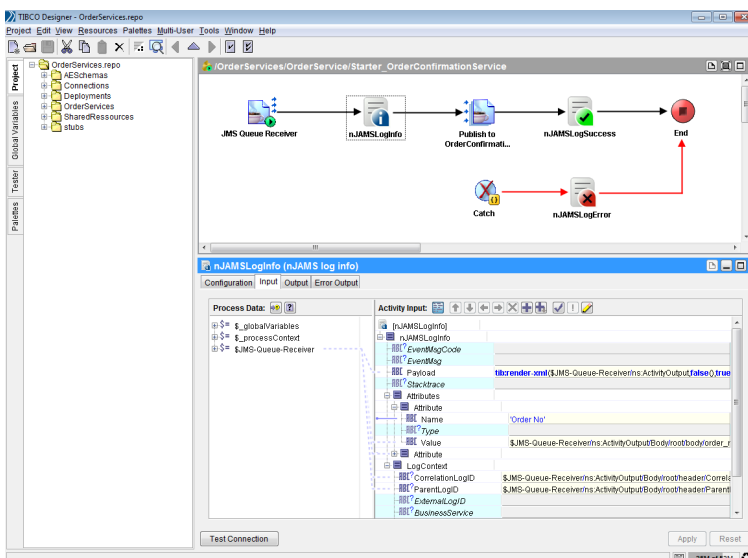 TIBCO Designer - OrderServices.repo
Project Edit View Resources Palettes Multi-User Tools Window Help
Project
Global Variables
Tester
Palettes
OrderServices.repo
AESchemas
Connections
Deployments
OrderServices
SharedRessources
stubs
/OrderServices/OrderService/Starter_OrderConfirmationService
JMS Queue Receiver
nJAMSLogInfo
Publish to
OrderConfirmati...
nJAMSLogSuccess
End
Catch
nJAMSLogError
nJAMSLogInfo (nJAMS log info)
Configuration Input Output Error Output
Process Data:
$_globalVariables
$_processContext
$JMS-Queue-Receiver
Activity Input:
[nJAMSLogInfo]
nJAMSLogInfo
EventMsgCode
EventMsg
Payload tib:render-xml($JMS-Queue-Receiver/ns:ActivityOutput,false(),true
Stacktrace
Attributes
Attribute
Name 'Order No'
Type
Value $JMS-Queue-Receiver/ns:ActivityOutput/Body/root/body/order_
Attribute
LogContext
CorrelationLogID $JMS-Queue-Receiver/ns:ActivityOutput/Body/root/header/Correla
ParentLogID $JMS-Queue-Receiver/ns:ActivityOutput/Body/root/header/Parent
ExternalLogID
BusinessService
Test Connection
Apply Reset